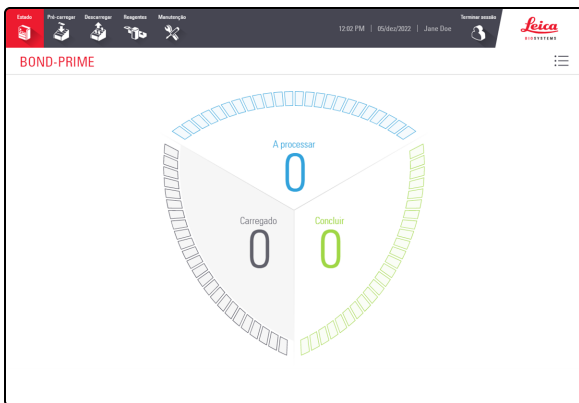 Estado Pré-carregar Descarregar Reagentes Manutenção
12:02 PM | 05/dez/2022 | Jane Doe
Terminar sessão
Leica
BIOSYSTEMS
BOND-PRIME
A processar
0
Carregado
0
Concluir
0